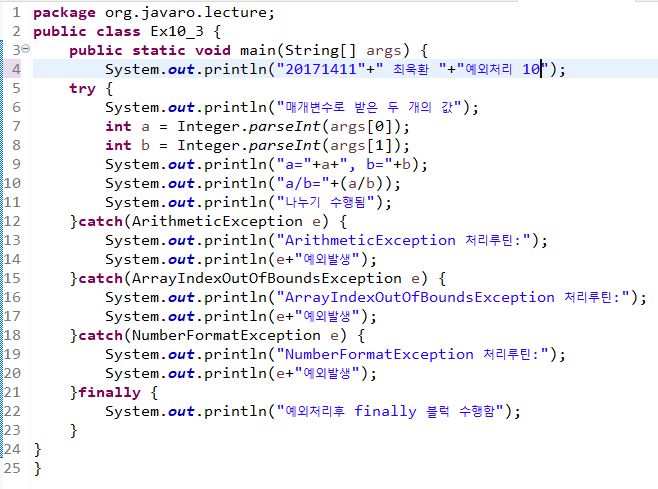 1 package org.javaro.lecture;
2 public class Ex10_3 {
3 public static void main(String[] args) {
4 System.out.println("20171411"+" 최욱환 "+"예외처리 10");
5 try {
6 System.out.println("매개변수로 받은 두 개의 값");
7 int a = Integer.parseInt(args[0]);
8 int b = Integer.parseInt(args[1]);
9 System.out.println("a="+a+", b="+b);
10 System.out.println("a/b="+(a/b));
11 System.out.println("나누기 수행됨");
12 }catch(ArithmeticException e) {
13 System.out.println("ArithmeticException 처리루틴:");
14 System.out.println(e+"예외발생");
15 }catch(ArrayIndexOutOfBoundsException e) {
16 System.out.println("ArrayIndexOutOfBoundsException 처리루틴:");
17 System.out.println(e+"예외발생");
18 }catch(NumberFormatException e) {
19 System.out.println("NumberFormatException 처리루틴:");
20 System.out.println(e+"예외발생");
21 }finally {
22 System.out.println("예외처리후 finally 블럭 수행함");
23 }
24 }
25 }